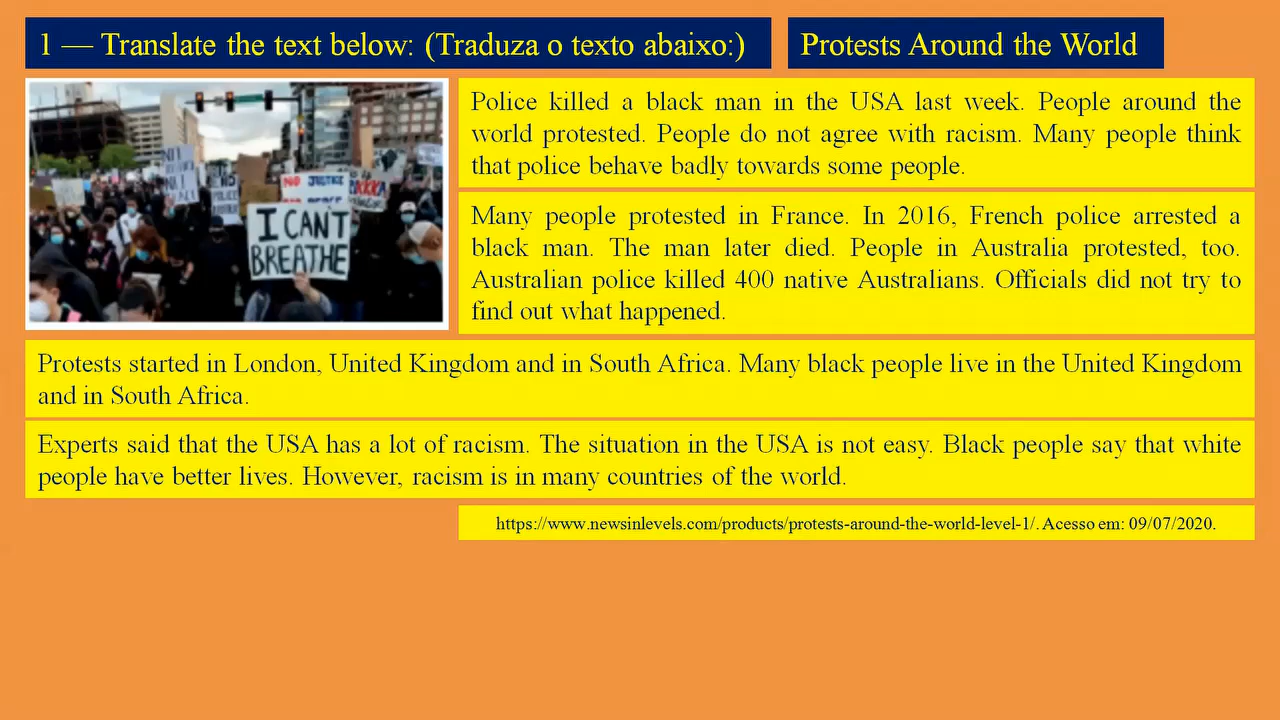 1 — Translate the text below: (Traduza o texto abaixo:)
Protests Around the World
Police killed a black man in the USA last week. People around the
world protested. People do not agree with racism. Many people think
that police behave badly towards some people.
I CAN'T
BREATHE
NO JUSTICE
Many people protested in France. In 2016, French police arrested a
black man. The man later died. People in Australia protested, too.
Australian police killed 400 native Australians. Officials did not try to
find out what happened.
Protests started in London, United Kingdom and in South Africa. Many black people live in the United Kingdom
and in South Africa.
Experts said that the USA has a lot of racism. The situation in the USA is not easy. Black people say that white
people have better lives. However, racism is in many countries of the world.
https://www.newsinlevels.com/products/protests-around-the-world-level-1/. Acesso em: 09/07/2020.